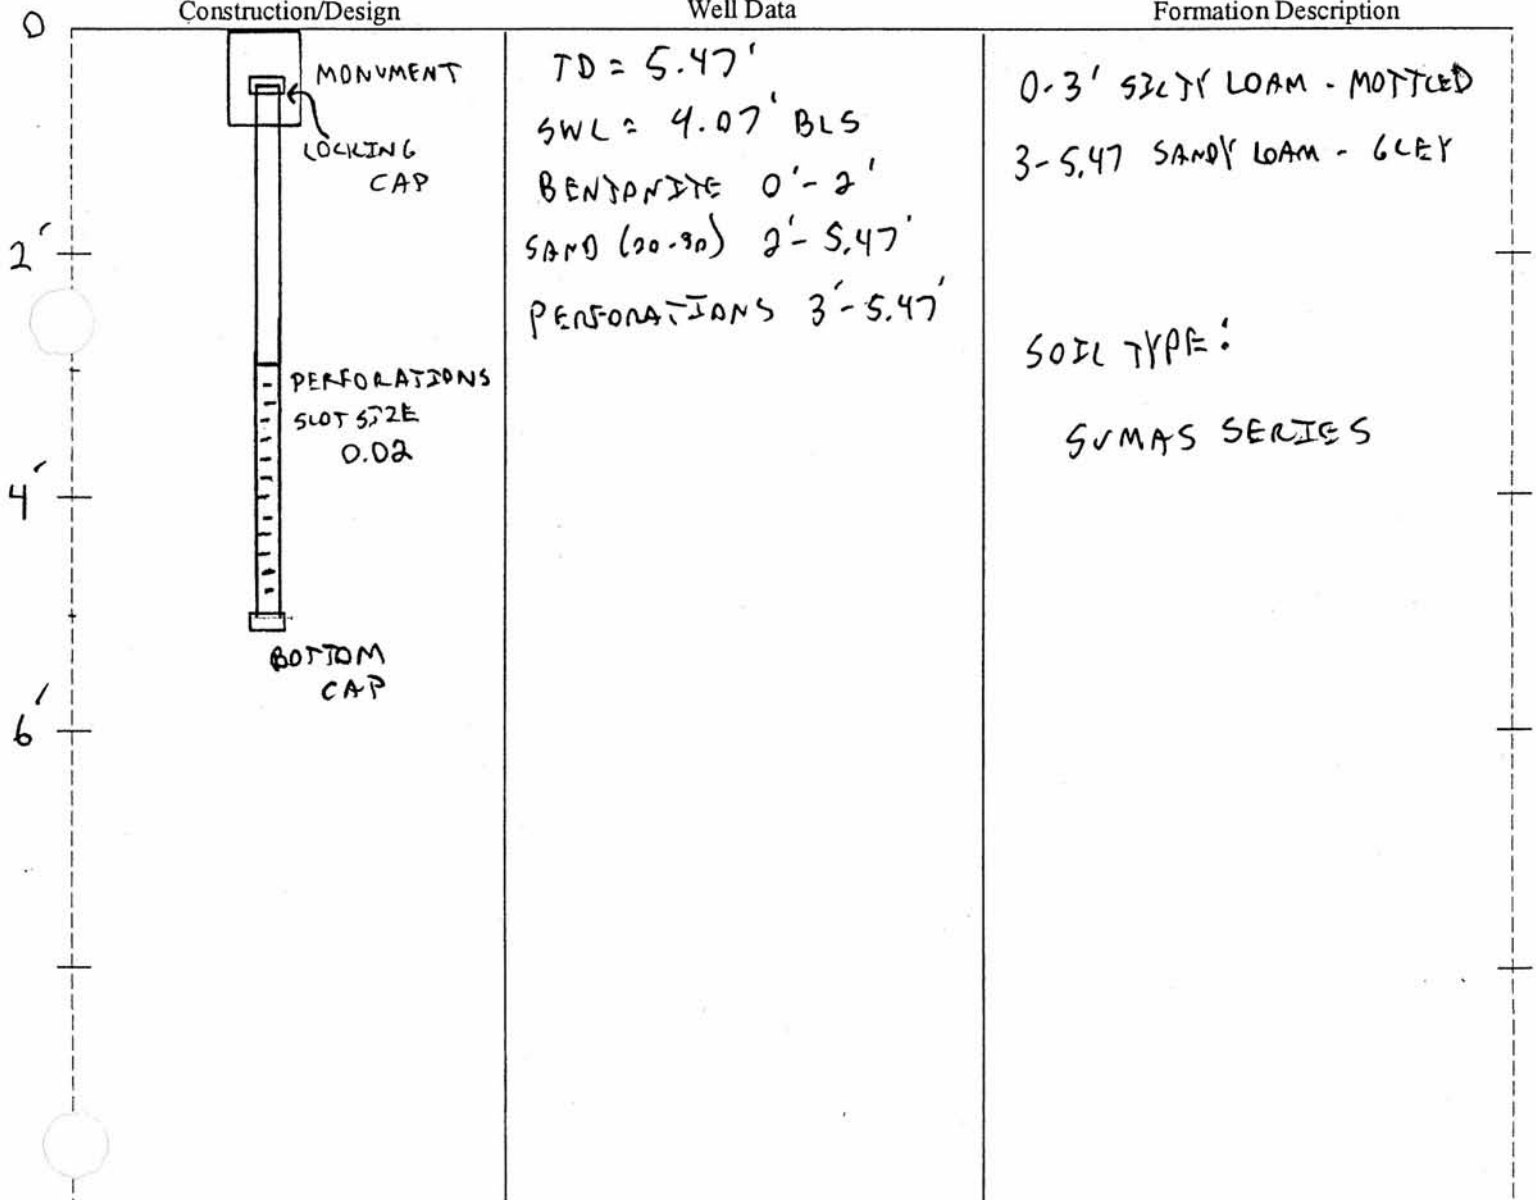 Construction/Design
Well Data
Formation Description
0
MONUMENT
LOCKING
CAP
2'
PERFORATIONS
SLOT SIZE
0.02
4'
BOTTOM
CAP
6'
TD = 5.47'
SWL = 4.07' BLS
BENTONITE 0'-2'
SAND 2'-5.47'
PERFORATIONS 3'-5.47'
0-3' SILTY LOAM - MOTTLED
3-5.47 SANDY LOAM - GLEY
SOIL TYPE:
SUMAS SERIES